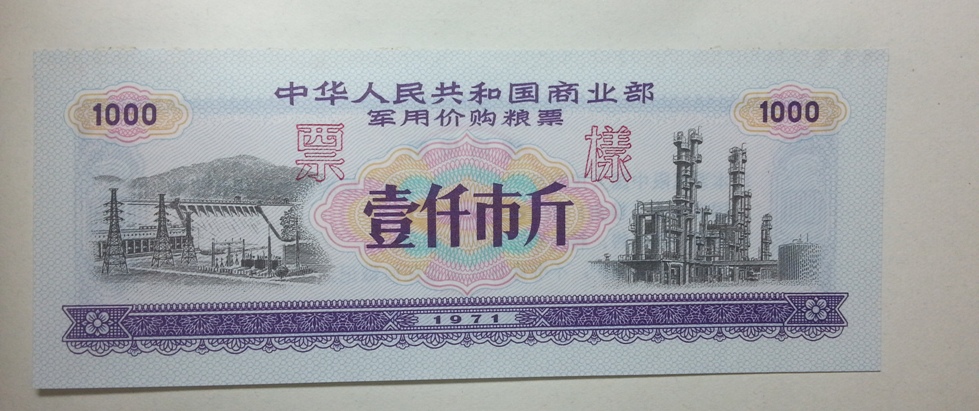 中华人民共和国商业部
1000
1000
军用价购粮票
票樣
壹仟市斤
1971